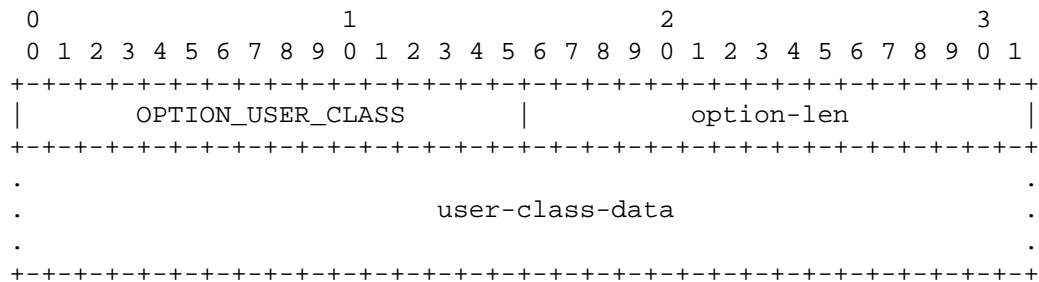 0                   1                   2                   3
 0 1 2 3 4 5 6 7 8 9 0 1 2 3 4 5 6 7 8 9 0 1 2 3 4 5 6 7 8 9 0 1
+-+-+-+-+-+-+-+-+-+-+-+-+-+-+-+-+-+-+-+-+-+-+-+-+-+-+-+-+-+-+-+-+
|       OPTION_USER_CLASS       |          option-len           |
+-+-+-+-+-+-+-+-+-+-+-+-+-+-+-+-+-+-+-+-+-+-+-+-+-+-+-+-+-+-+-+-+
.                                                               .
.                          user-class-data                      .
.                                                               .
+-+-+-+-+-+-+-+-+-+-+-+-+-+-+-+-+-+-+-+-+-+-+-+-+-+-+-+-+-+-+-+-+